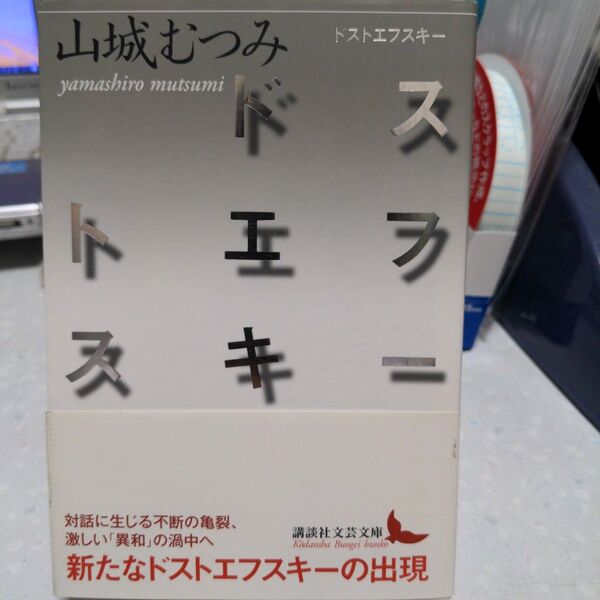 山城むつみ
yamashiro mutsumi
ドストエフスキー
ド ス
ト エ フ
ス キ ー
対話に生じる不断の亀裂、
激しい「異和」の渦中へ
新たなドストエフスキーの出現
講談社文芸文庫
Kōdansha Bungei bunko